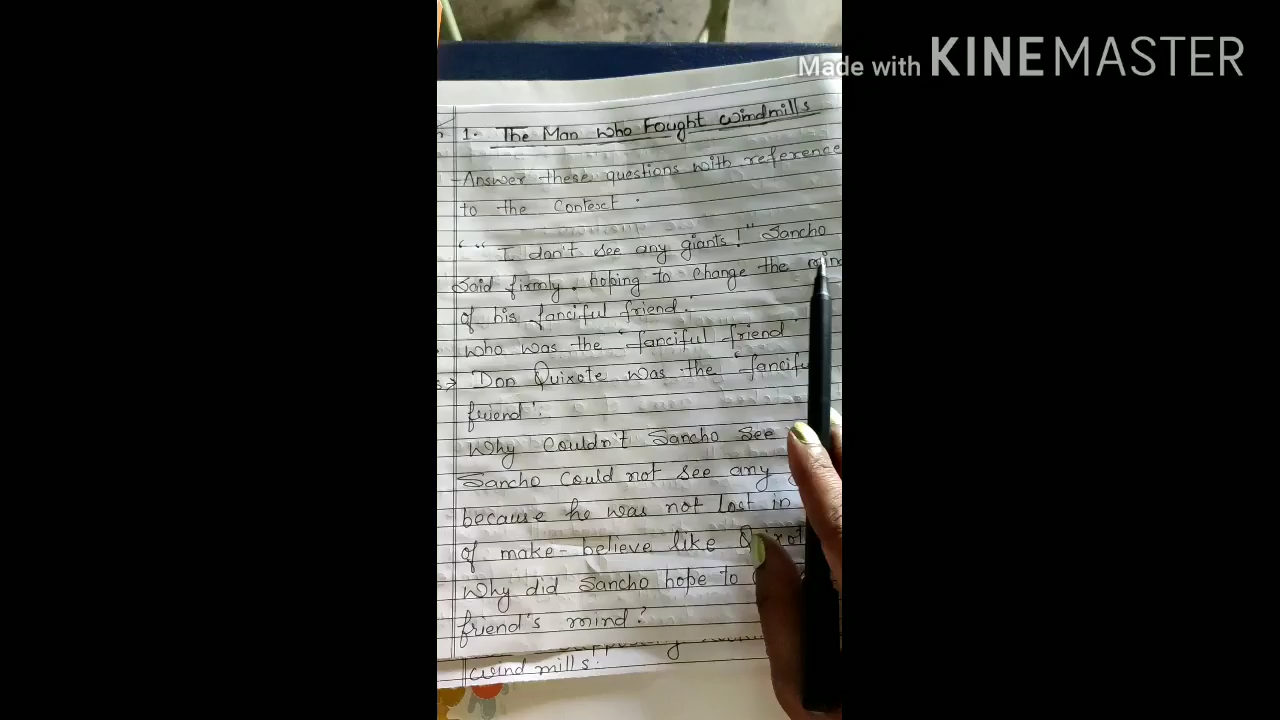 Made with KINEMASTER
1. The Man Who Fought Windmills
Answer these questions with reference
to the Context.
" " I don't see any giants!" Sancho
Said firmly. hoping to change the
of his fanciful friend.'
who was the 'fanciful friend'
Don Quixote was the
friend'.
Why Couldn't Sancho See
Sancho Could not see any
because he was not lost in
of make-believe like
Why did Sancho hope to
friend's mind?
wind mills.